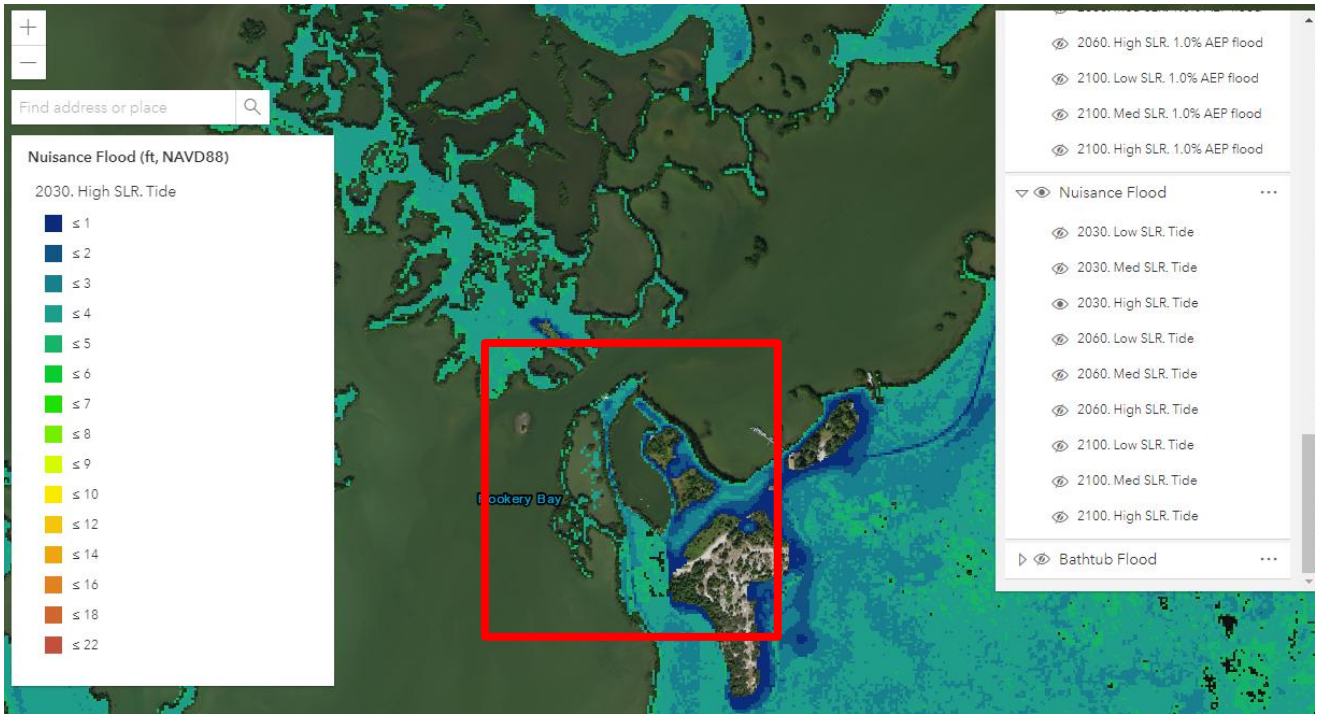 +
−
Find address or place
Nuisance Flood (ft, NAVD88)
2030. High SLR. Tide
≤ 1
≤ 2
≤ 3
≤ 4
≤ 5
≤ 6
≤ 7
≤ 8
≤ 9
≤ 10
≤ 12
≤ 14
≤ 16
≤ 18
≤ 22
Bay
2060. High SLR. 1.0% AEP flood
2100. Low SLR. 1.0% AEP flood
2100. Med SLR. 1.0% AEP flood
2100. High SLR. 1.0% AEP flood
Nuisance Flood ...
2030. Low SLR. Tide
2030. Med SLR. Tide
2030. High SLR. Tide
2060. Low SLR. Tide
2060. Med SLR. Tide
2060. High SLR. Tide
2100. Low SLR. Tide
2100. Med SLR. Tide
2100. High SLR. Tide
Bathtub Flood ...